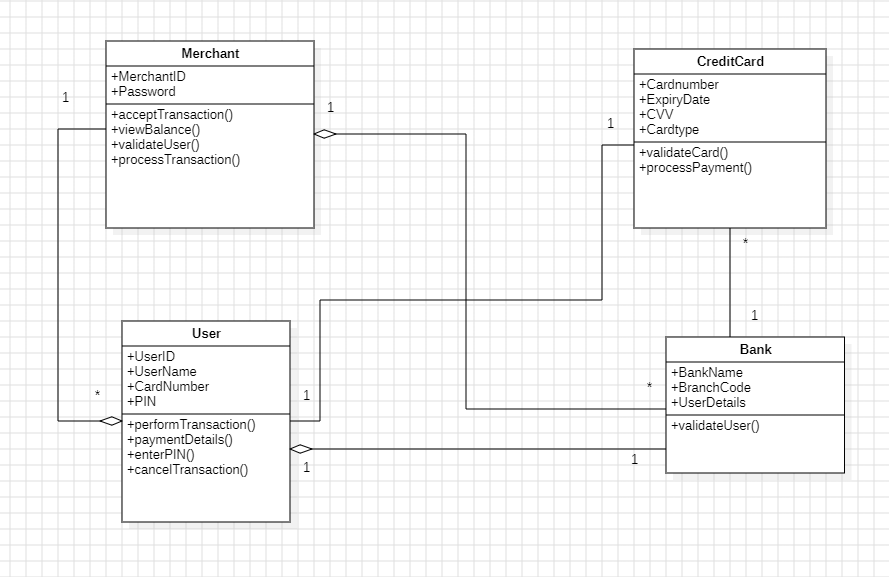 Merchant
+MerchantID
+Password
+acceptTransaction()
+viewBalance()
+validateUser()
+processTransaction()
1
1
CreditCard
+Cardnumber
+ExpiryDate
+CVV
+Cardtype
+validateCard()
+processPayment()
1
*
1
User
+UserID
+UserName
+CardNumber
+PIN
+performTransaction()
+paymentDetails()
+enterPIN()
+cancelTransaction()
*
1
1
Bank
+BankName
+BranchCode
+UserDetails
+validateUser()
*
1